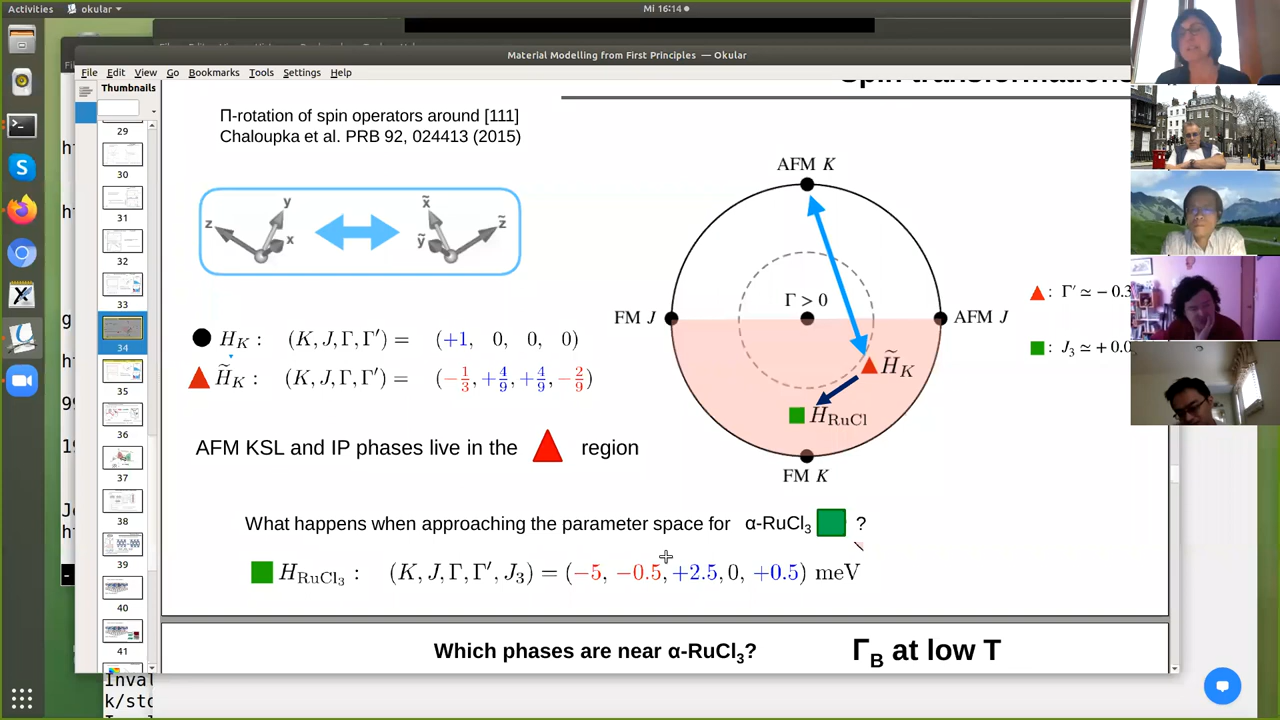 Activities
okular
Mi 16:14
Material Modelling from First Principles — Okular
File Edit View Go Bookmarks Tools Settings Help
Thumbnails
29
30
31
32
33
34
35
36
37
38
39
40
41
Π-rotation of spin operators around [111]
Chaloupka et al. PRB 92, 024413 (2015)
z y x
x̃ ỹ z̃
H_K : (K, J, Γ, Γ′) = (+1, 0, 0, 0)
H̃_K : (K, J, Γ, Γ′) = (−1/3, +4/9, +4/9, −2/9)
AFM KSL and IP phases live in the region
AFM K
Γ > 0
FM J
AFM J
H̃_K
H_RuCl
FM K
: Γ′ ≃ − 0.3
: J₃ ≃ + 0.0
What happens when approaching the parameter space for α-RuCl₃ ?
H_RuCl₃ : (K, J, Γ, Γ′, J₃) = (−5, −0.5, +2.5, 0, +0.5) meV
Which phases are near α-RuCl₃?
Γ_B at low T
Inval
k/sto